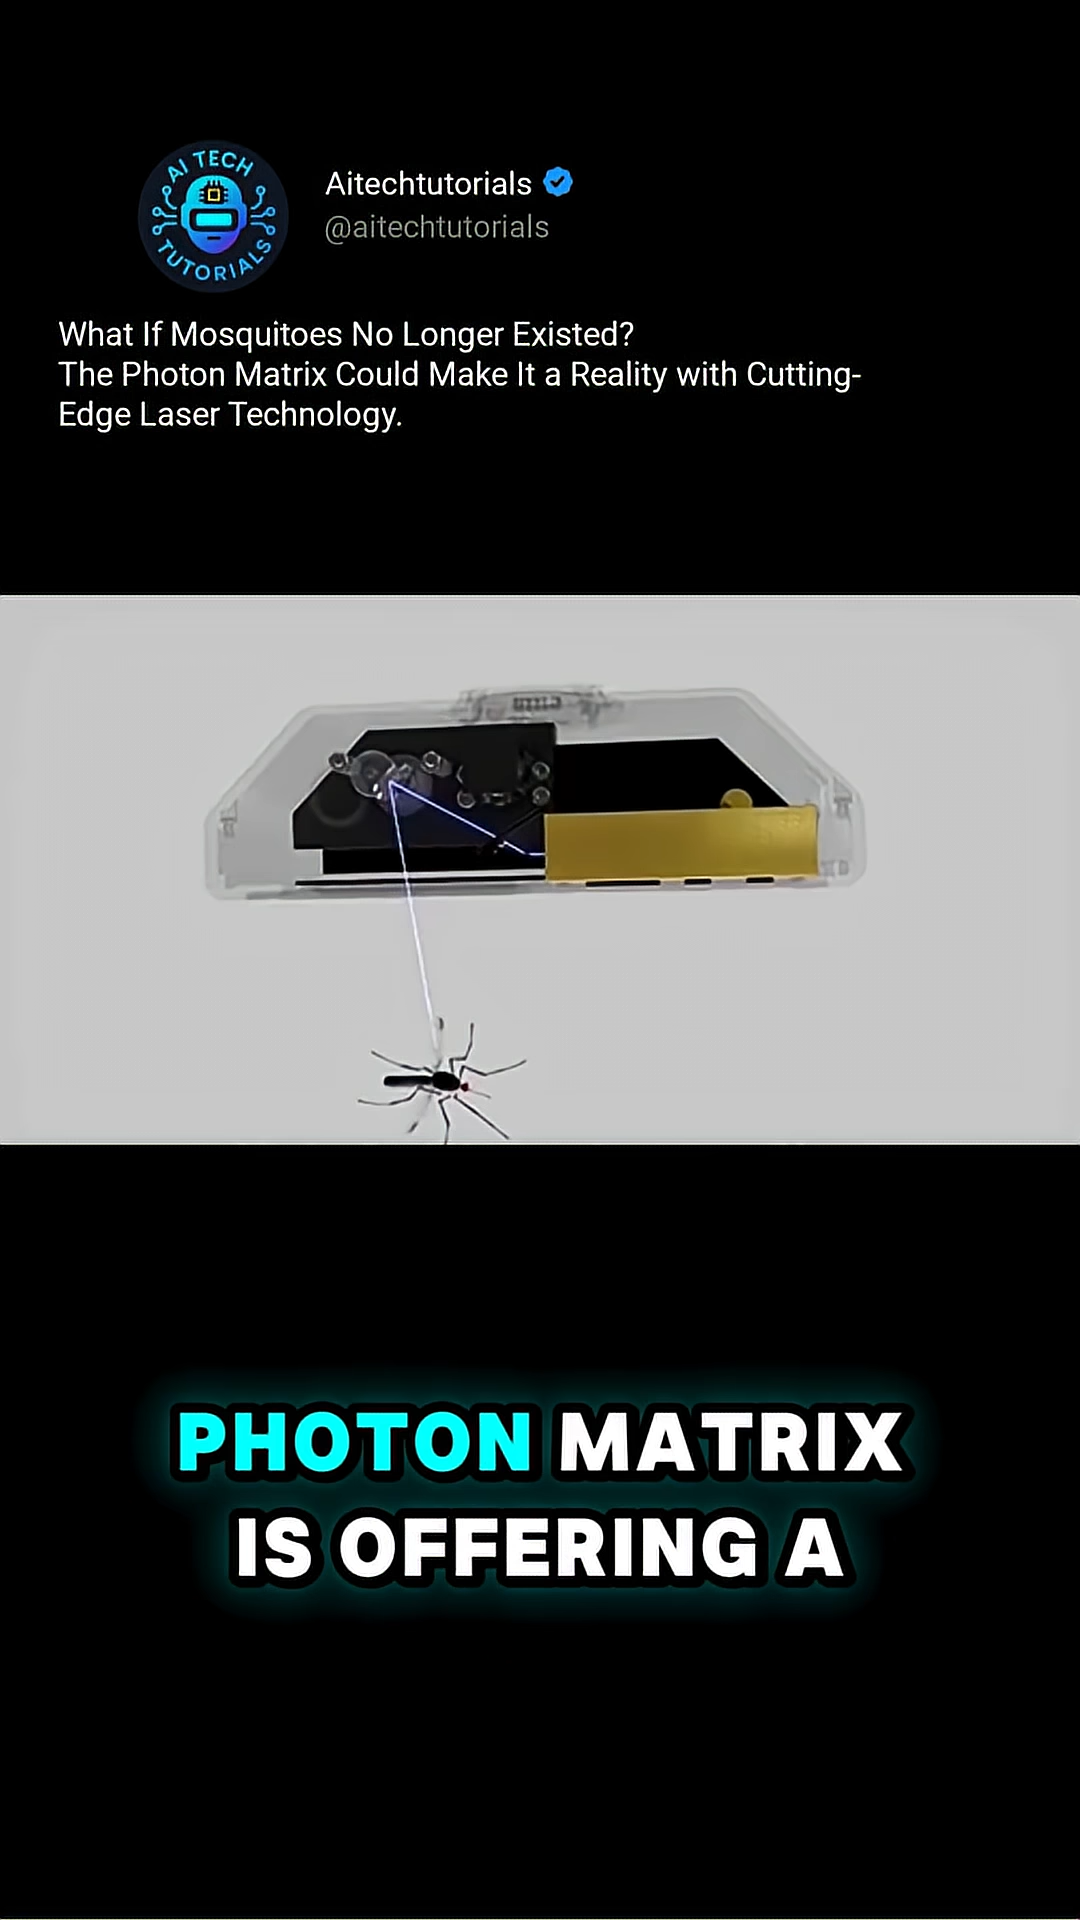 AI TECH
TUTORIALS
Aitechtutorials
@aitechtutorials
What If Mosquitoes No Longer Existed?
The Photon Matrix Could Make It a Reality with Cutting-
Edge Laser Technology.
PHOTON MATRIX
IS OFFERING A